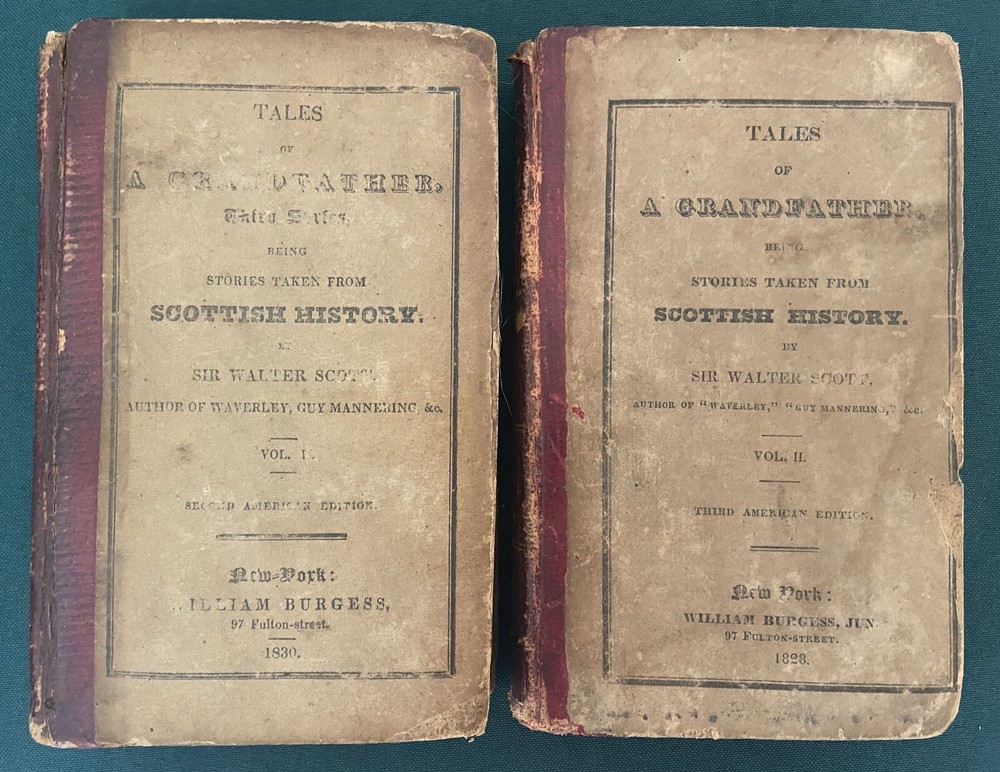 TALES
OF
A GRANDFATHER,
Third Series,
BEING
STORIES TAKEN FROM
SCOTTISH HISTORY.
BY
SIR WALTER SCOTT,
AUTHOR OF WAVERLEY, GUY MANNERING, &c.
VOL.
SECOND AMERICAN EDITION.
New-York:
WILLIAM BURGESS,
97 Fulton-street.
1830.
TALES
OF
A GRANDFATHER,
BEING
STORIES TAKEN FROM
SCOTTISH HISTORY.
BY
SIR WALTER SCOTT,
AUTHOR OF "WAVERLEY," "GUY MANNERING," &c.
VOL. II.
THIRD AMERICAN EDITION.
New York:
WILLIAM BURGESS, JUN.
97 FULTON-STREET.
1828.